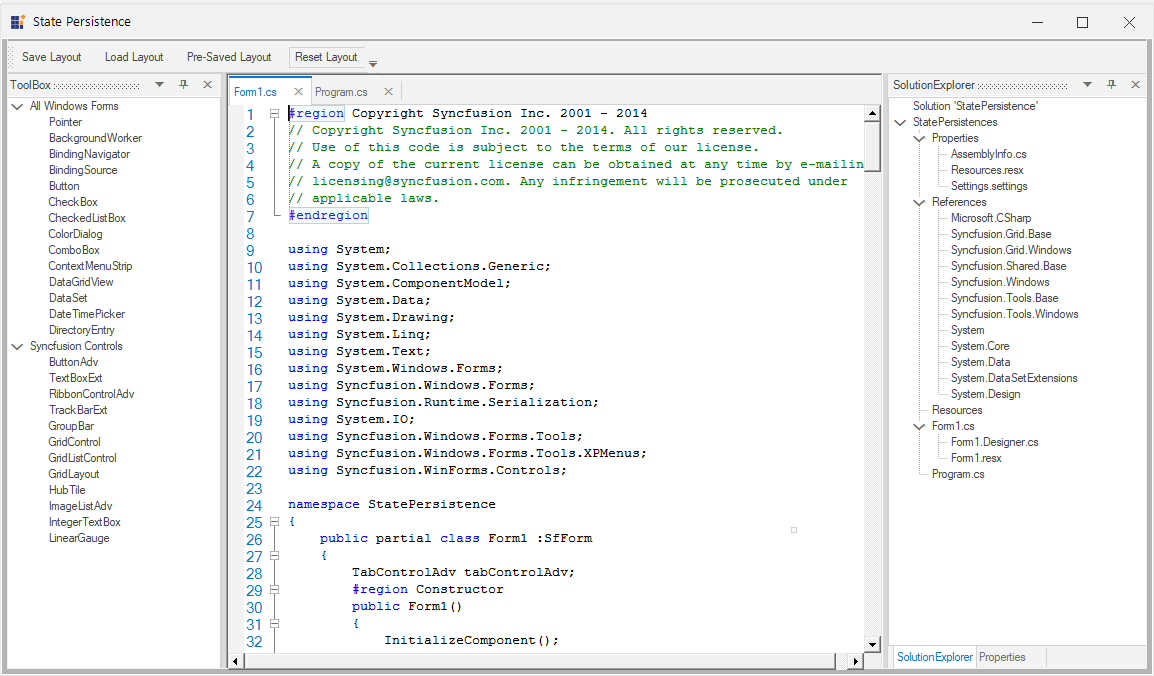 State Persistence
Save Layout Load Layout Pre-Saved Layout Reset Layout
ToolBox
All Windows Forms
Pointer
BackgroundWorker
BindingNavigator
BindingSource
Button
CheckBox
CheckedListBox
ColorDialog
ComboBox
ContextMenuStrip
DataGridView
DataSet
DateTimePicker
DirectoryEntry
Syncfusion Controls
ButtonAdv
TextBoxExt
RibbonControlAdv
TrackBarExt
GroupBar
GridControl
GridListControl
GridLayout
HubTile
ImageListAdv
IntegerTextBox
LinearGauge
Form1.cs Program.cs
1 #region Copyright Syncfusion Inc. 2001 - 2014
2 // Copyright Syncfusion Inc. 2001 - 2014. All rights reserved.
3 // Use of this code is subject to the terms of our license.
4 // A copy of the current license can be obtained at any time by e-mailin
5 // licensing@syncfusion.com. Any infringement will be prosecuted under
6 // applicable laws.
7 #endregion
8
9 using System;
10 using System.Collections.Generic;
11 using System.ComponentModel;
12 using System.Data;
13 using System.Drawing;
14 using System.Linq;
15 using System.Text;
16 using System.Windows.Forms;
17 using Syncfusion.Windows.Forms;
18 using Syncfusion.Runtime.Serialization;
19 using System.IO;
20 using Syncfusion.Windows.Forms.Tools;
21 using Syncfusion.Windows.Forms.Tools.XPMenus;
22 using Syncfusion.WinForms.Controls;
23
24 namespace StatePersistence
25 {
26 public partial class Form1 :SfForm
27 {
28 TabControlAdv tabControlAdv;
29 #region Constructor
30 public Form1()
31 {
32 InitializeComponent();
SolutionExplorer
Solution 'StatePersistence'
StatePersistences
Properties
AssemblyInfo.cs
Resources.resx
Settings.settings
References
Microsoft.CSharp
Syncfusion.Grid.Base
Syncfusion.Grid.Windows
Syncfusion.Shared.Base
Syncfusion.Windows
Syncfusion.Tools.Base
Syncfusion.Tools.Windows
System
System.Core
System.Data
System.DataSetExtensions
System.Design
Resources
Form1.cs
Form1.Designer.cs
Form1.resx
Program.cs
SolutionExplorer Properties